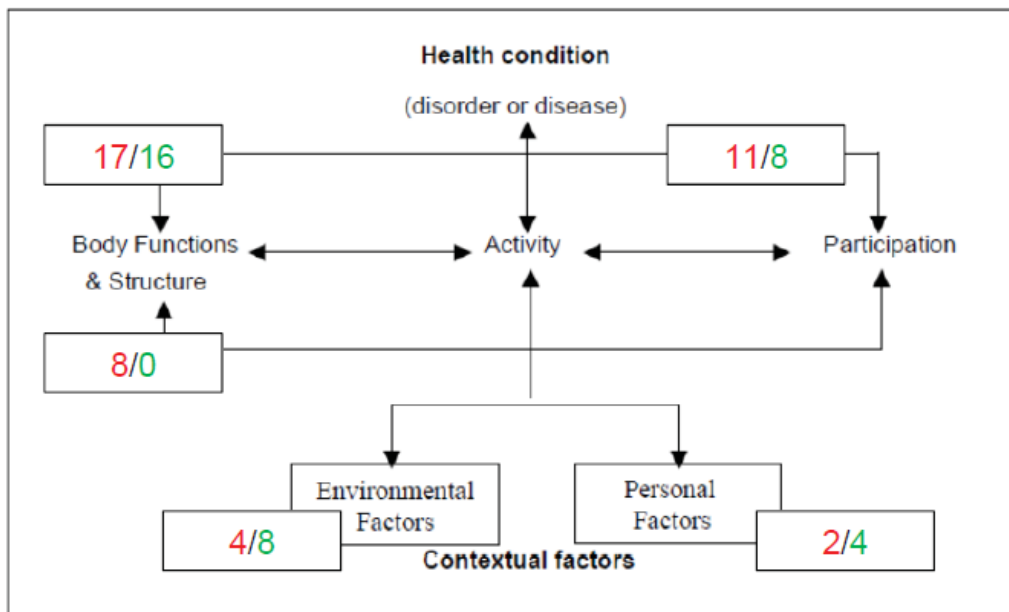 Health condition
(disorder or disease)
17/16
11/8
Body Functions
& Structure
Activity
Participation
8/0
Environmental
Factors
Personal
Factors
4/8
2/4
Contextual factors